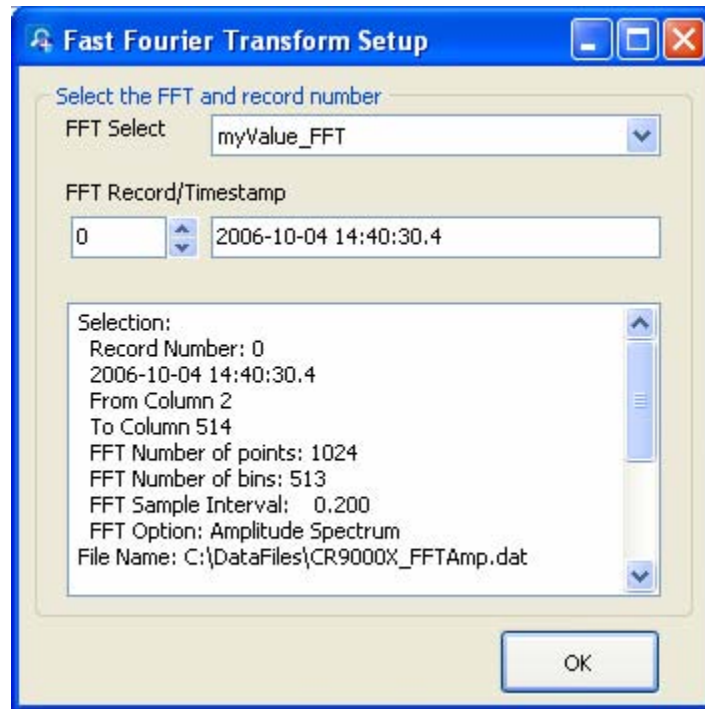 Fast Fourier Transform Setup
Select the FFT and record number
FFT Select
myValue_FFT
FFT Record/Timestamp
0
2006-10-04 14:40:30.4
Selection:
Record Number: 0
2006-10-04 14:40:30.4
From Column 2
To Column 514
FFT Number of points: 1024
FFT Number of bins: 513
FFT Sample Interval: 0.200
FFT Option: Amplitude Spectrum
File Name: C:\DataFiles\CR9000X_FFTAmp.dat
OK